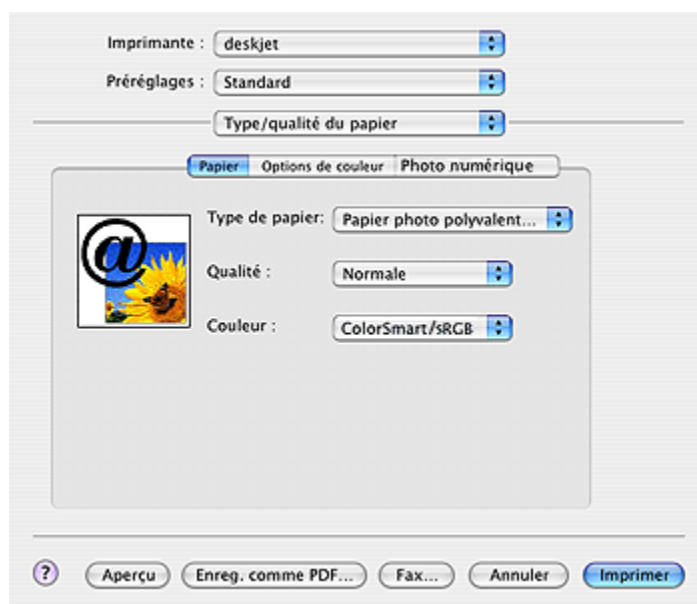 Imprimante : deskjet
Préréglages : Standard
Type/qualité du papier
Papier Options de couleur Photo numérique
Type de papier: Papier photo polyvalent...
Qualité : Normale
Couleur : ColorSmart/sRGB
@
? Aperçu Enreg. comme PDF... Fax... Annuler Imprimer